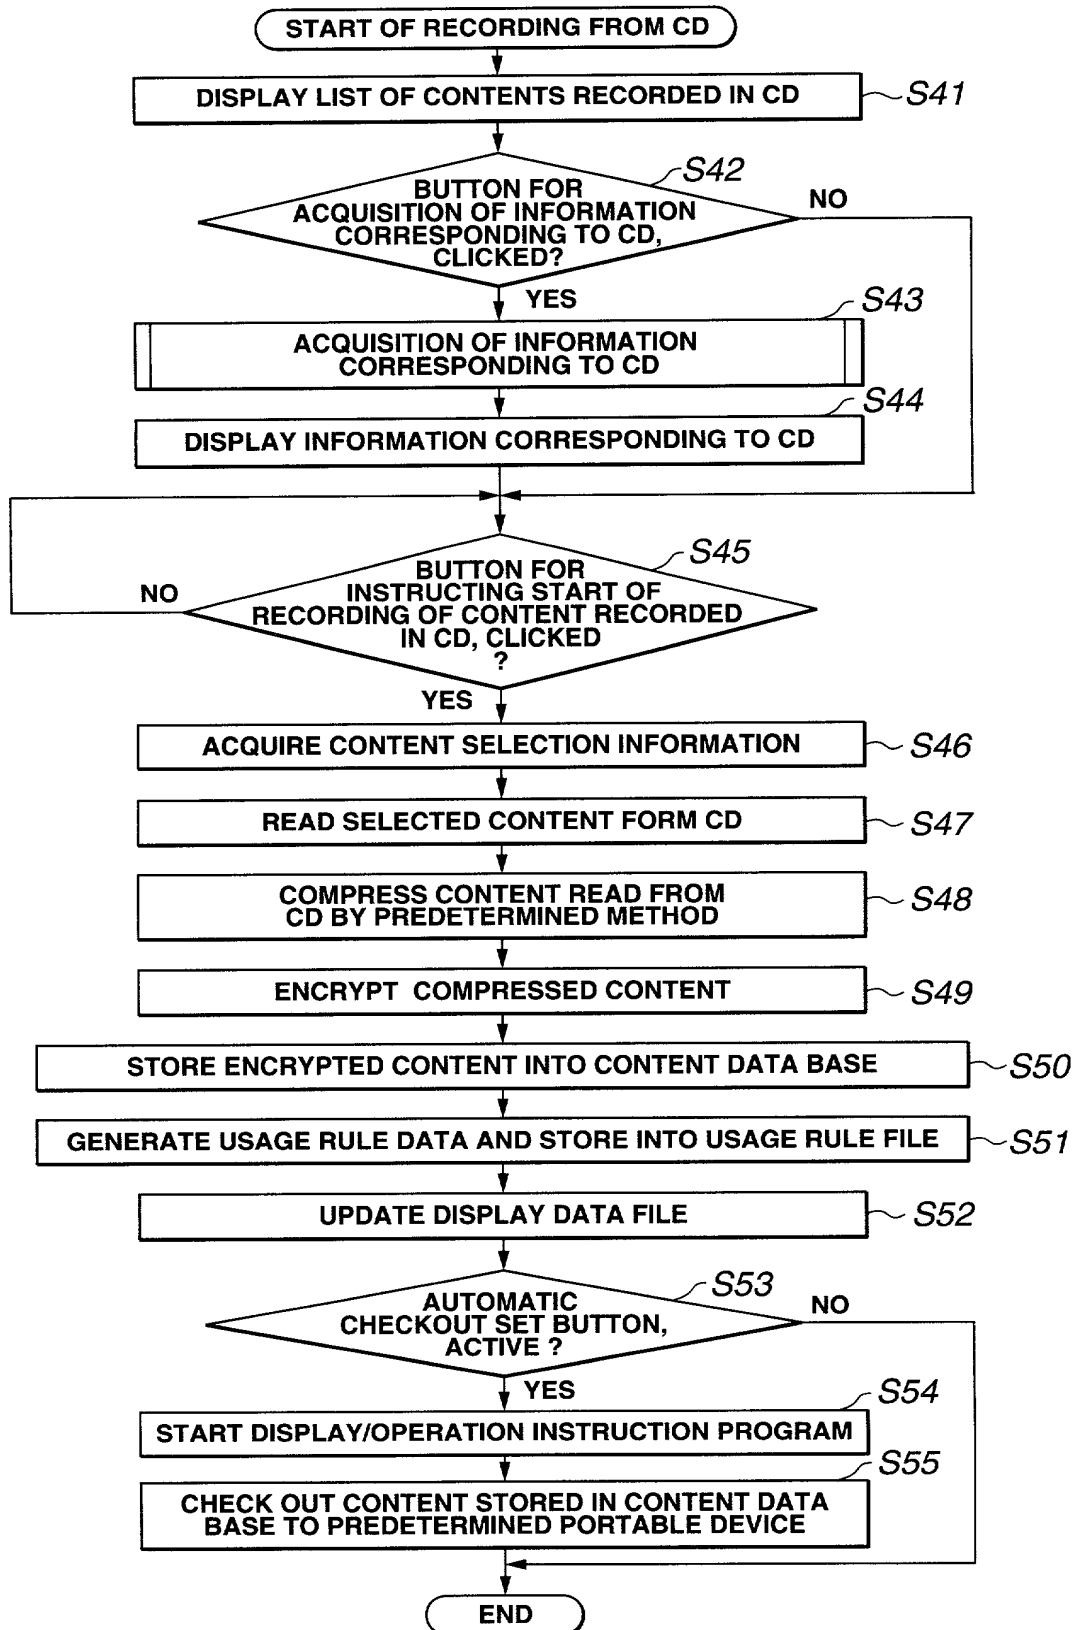 START OF RECORDING FROM CD
DISPLAY LIST OF CONTENTS RECORDED IN CD
S41
S42
BUTTON FOR
ACQUISITION OF INFORMATION
CORRESPONDING TO CD,
CLICKED?
NO
YES
S43
ACQUISITION OF INFORMATION
CORRESPONDING TO CD
S44
DISPLAY INFORMATION CORRESPONDING TO CD
S45
BUTTON FOR
INSTRUCTING START OF
RECORDING OF CONTENT RECORDED
IN CD, CLICKED
?
NO
YES
ACQUIRE CONTENT SELECTION INFORMATION
S46
READ SELECTED CONTENT FORM CD
S47
COMPRESS CONTENT READ FROM
CD BY PREDETERMINED METHOD
S48
ENCRYPT COMPRESSED CONTENT
S49
STORE ENCRYPTED CONTENT INTO CONTENT DATA BASE
S50
GENERATE USAGE RULE DATA AND STORE INTO USAGE RULE FILE
S51
UPDATE DISPLAY DATA FILE
S52
S53
AUTOMATIC
CHECKOUT SET BUTTON,
ACTIVE ?
NO
YES
S54
START DISPLAY/OPERATION INSTRUCTION PROGRAM
S55
CHECK OUT CONTENT STORED IN CONTENT DATA
BASE TO PREDETERMINED PORTABLE DEVICE
END